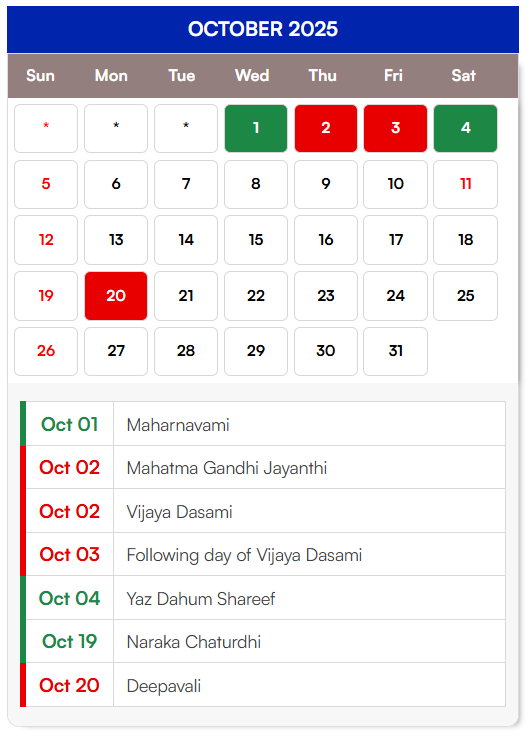 OCTOBER 2025
Sun Mon Tue Wed Thu Fri Sat
* * * 1 2 3 4
5 6 7 8 9 10 11
12 13 14 15 16 17 18
19 20 21 22 23 24 25
26 27 28 29 30 31
Oct 01 Maharnavami
Oct 02 Mahatma Gandhi Jayanthi
Oct 02 Vijaya Dasami
Oct 03 Following day of Vijaya Dasami
Oct 04 Yaz Dahum Shareef
Oct 19 Naraka Chaturdhi
Oct 20 Deepavali